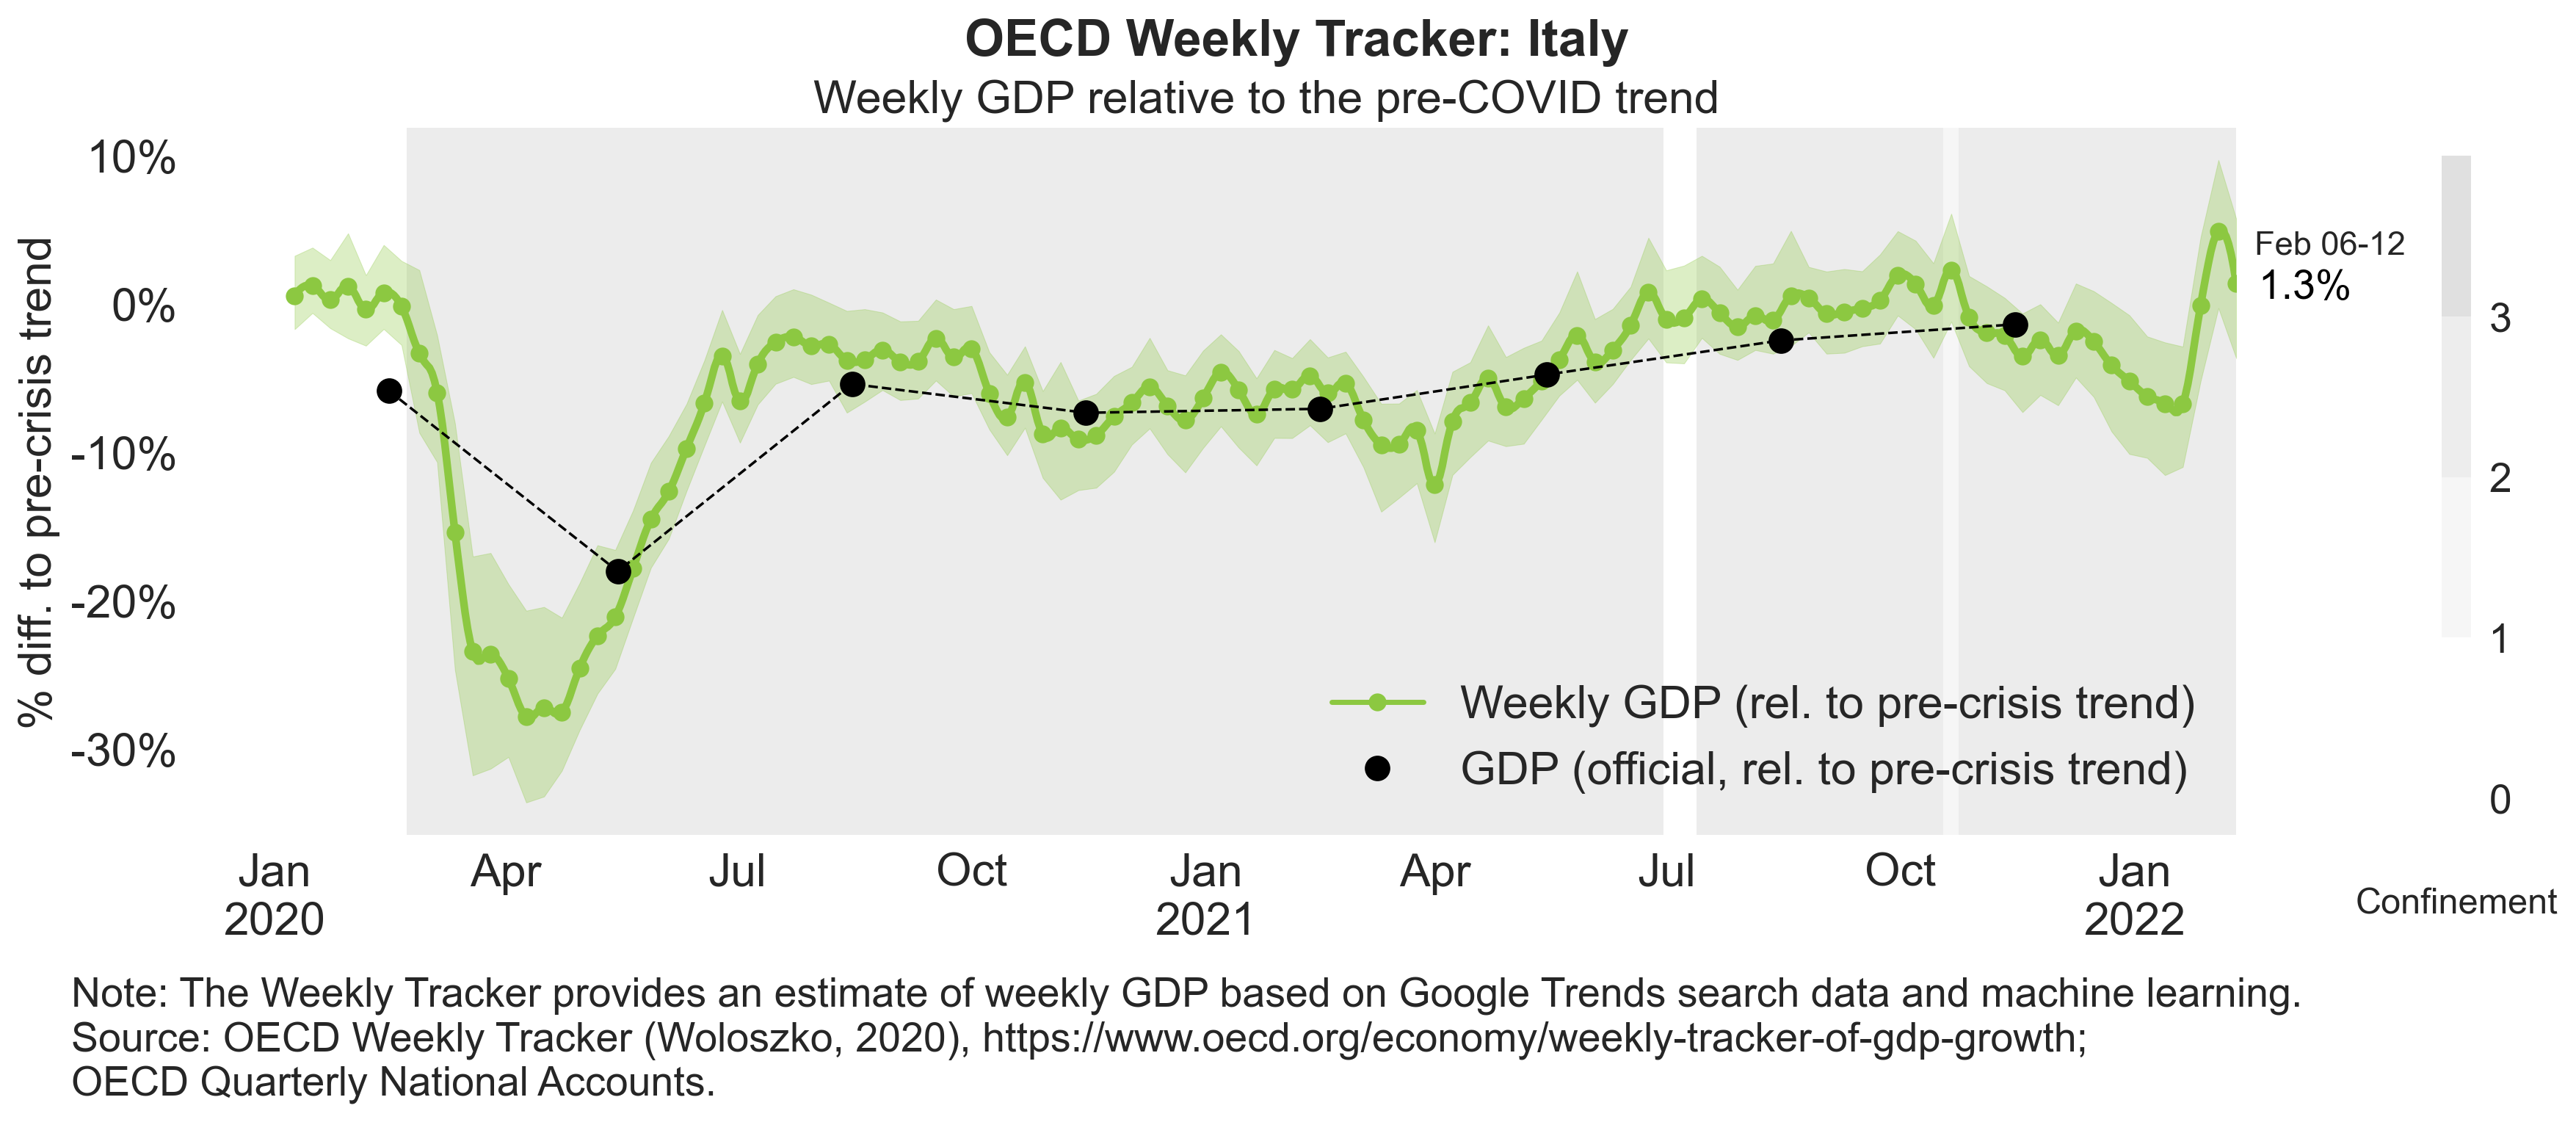 OECD Weekly Tracker: Italy
Weekly GDP relative to the pre-COVID trend
% diff. to pre-crisis trend
10%
0%
-10%
-20%
-30%
Feb 06-12
1.3%
3
2
1
0
Weekly GDP (rel. to pre-crisis trend)
GDP (official, rel. to pre-crisis trend)
Jan Apr Jul Oct Jan Apr Jul Oct Jan
2020 2021 2022
Confinement
Note: The Weekly Tracker provides an estimate of weekly GDP based on Google Trends search data and machine learning.
Source: OECD Weekly Tracker (Woloszko, 2020), https://www.oecd.org/economy/weekly-tracker-of-gdp-growth;
OECD Quarterly National Accounts.